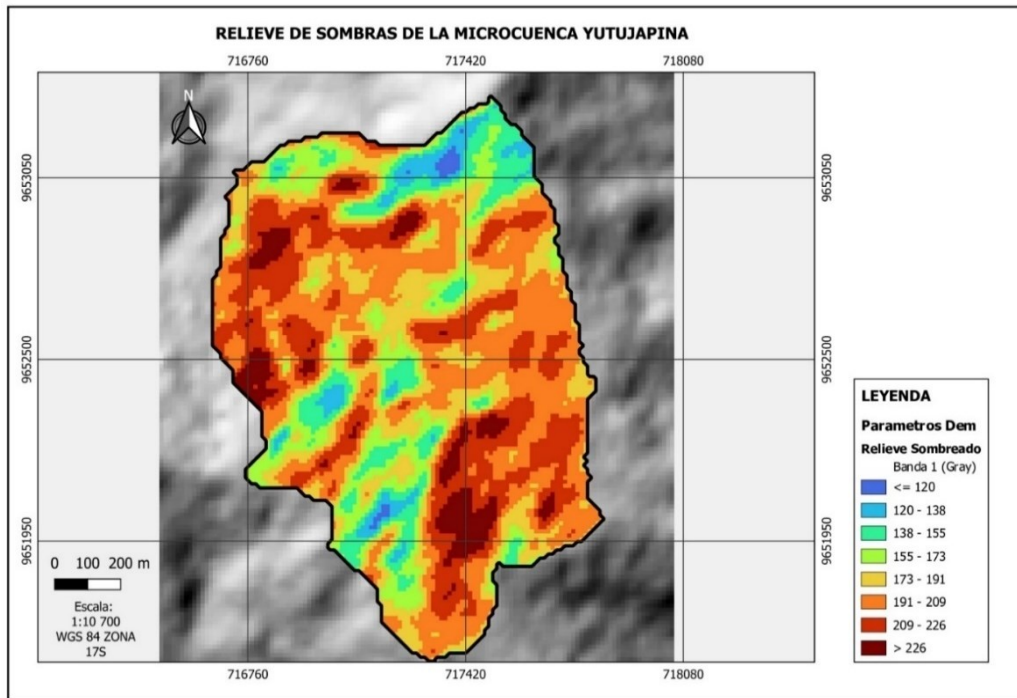 RELIEVE DE SOMBRAS DE LA MICROCUENCA YUTUJAPINA
716760 717420 718080
N
9653050 9653050
9652500 9652500
9651950 9651950
0 100 200 m
Escala:
1:10 700
WGS 84 ZONA
17S
716760 717420 718080
LEYENDA
Parametros Dem
Relieve Sombreado
Banda 1 (Gray)
<= 120
120 - 138
138 - 155
155 - 173
173 - 191
191 - 209
209 - 226
> 226